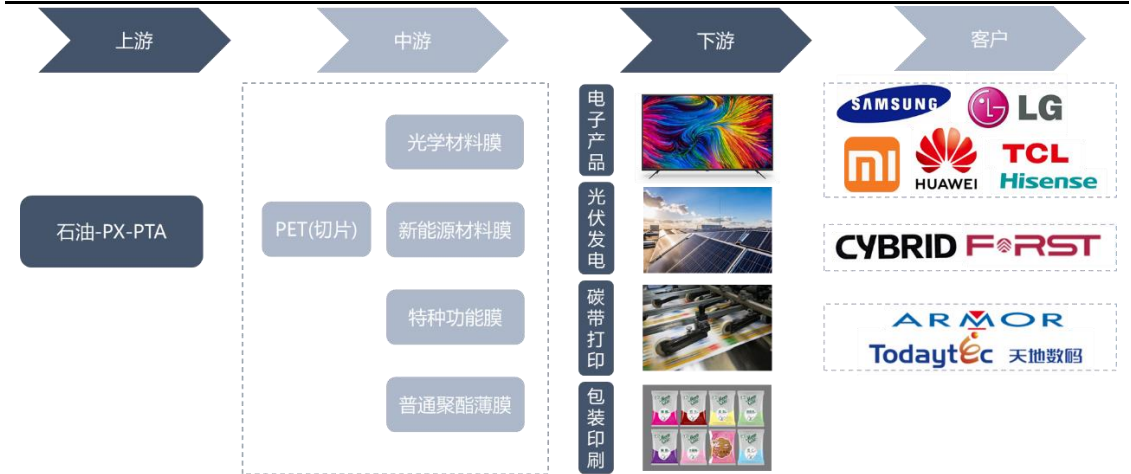 上游
中游
下游
客户
石油-PX-PTA
PET(切片)
光学材料膜
新能源材料膜
特种功能膜
普通聚酯薄膜
电子产品
光伏发电
碳带打印
包装印刷
SAMSUNG
LG
mi
HUAWEI
TCL
Hisense
CYBRID
FIRST
ARMOR
Todaytec 天地数码